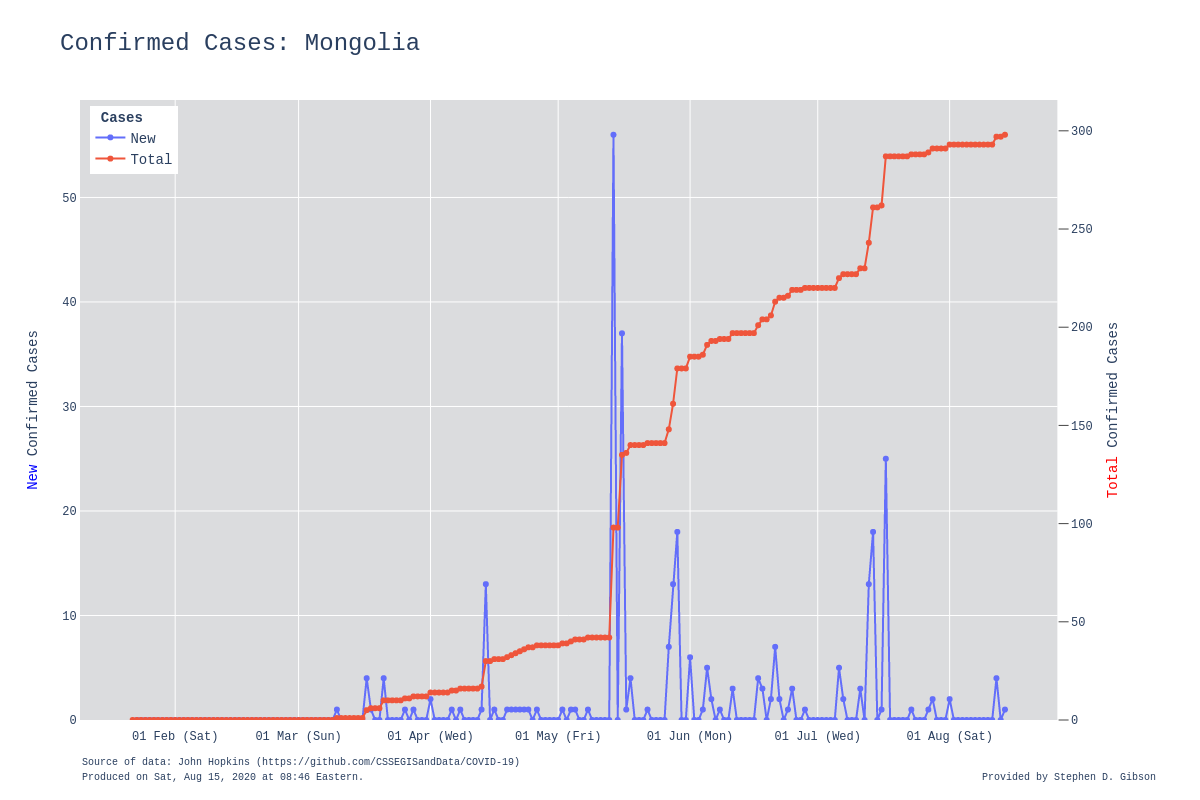 Confirmed Cases: Mongolia
Cases
New
Total
50
40
30
20
10
0
300
250
200
150
100
50
0
New Confirmed Cases
Total Confirmed Cases
01 Feb (Sat)
01 Mar (Sun)
01 Apr (Wed)
01 May (Fri)
01 Jun (Mon)
01 Jul (Wed)
01 Aug (Sat)
Source of data: John Hopkins (https://github.com/CSSEGISandData/COVID-19)
Produced on Sat, Aug 15, 2020 at 08:46 Eastern.
Provided by Stephen D. Gibson